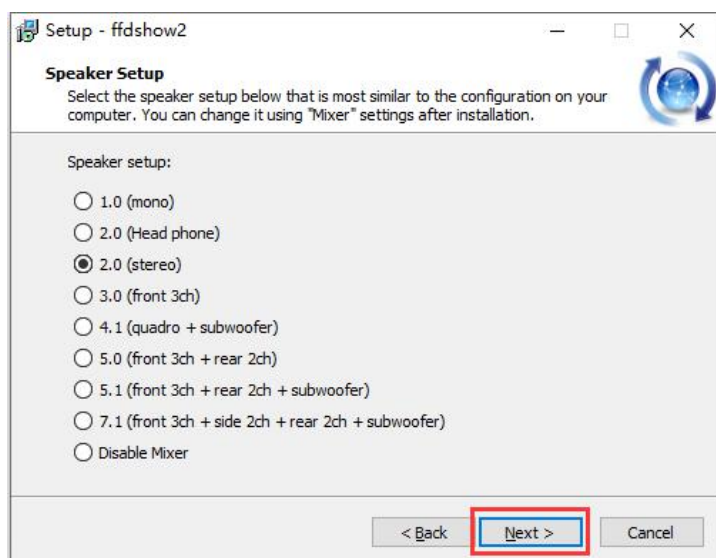 Setup - ffdshow2
Speaker Setup
Select the speaker setup below that is most similar to the configuration on your
computer. You can change it using "Mixer" settings after installation.
Speaker setup:
1.0 (mono)
2.0 (Head phone)
2.0 (stereo)
3.0 (front 3ch)
4.1 (quadro + subwoofer)
5.0 (front 3ch + rear 2ch)
5.1 (front 3ch + rear 2ch + subwoofer)
7.1 (front 3ch + side 2ch + rear 2ch + subwoofer)
Disable Mixer
< Back Next > Cancel